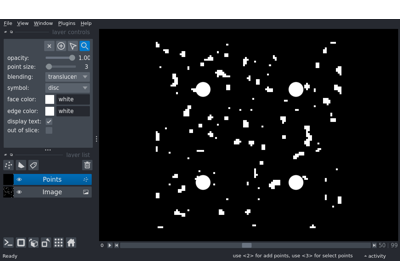 File View Window Plugins Help
layer controls
opacity: 1.00
point size: 3
blending: translucen
symbol: disc
face color: white
edge color: white
display text:
out of slice:
layer list
Points
Image
50 99
Ready use <2> for add points, use <3> for select points activity